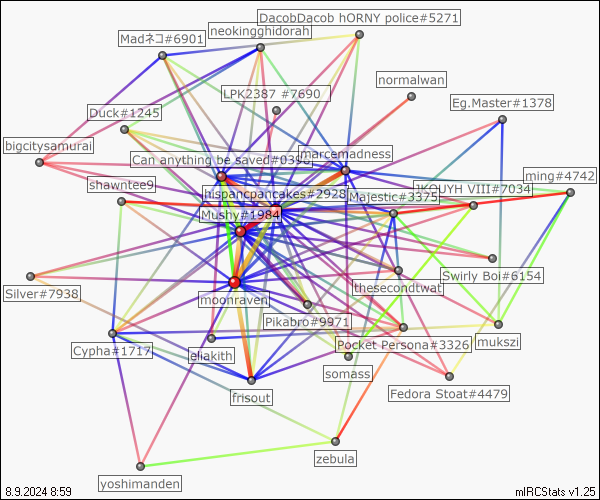 DacobDacob hORNY police#5271
neokingghidorah
Madネコ#6901
normalwan
LPK2387 #7690
Eg.Master#1378
Duck#1245
bigcitysamurai
marcemadness
Can anything be saved#0390
ming#4742
shawntee9
JKOUYH VIII#7034
hispancpancakes#2928
Majestic#3375
Mushy#1984
Swirly Boi#6154
thesecondtwat
Silver#7938
moonraven
Pikabro#9971
mukszi
Pocket Persona#3326
Cypha#1717
eliakith
somass
Fedora Stoat#4479
frisout
zebula
yoshimanden
8.9.2024 8:59
mIRCStats v1.25